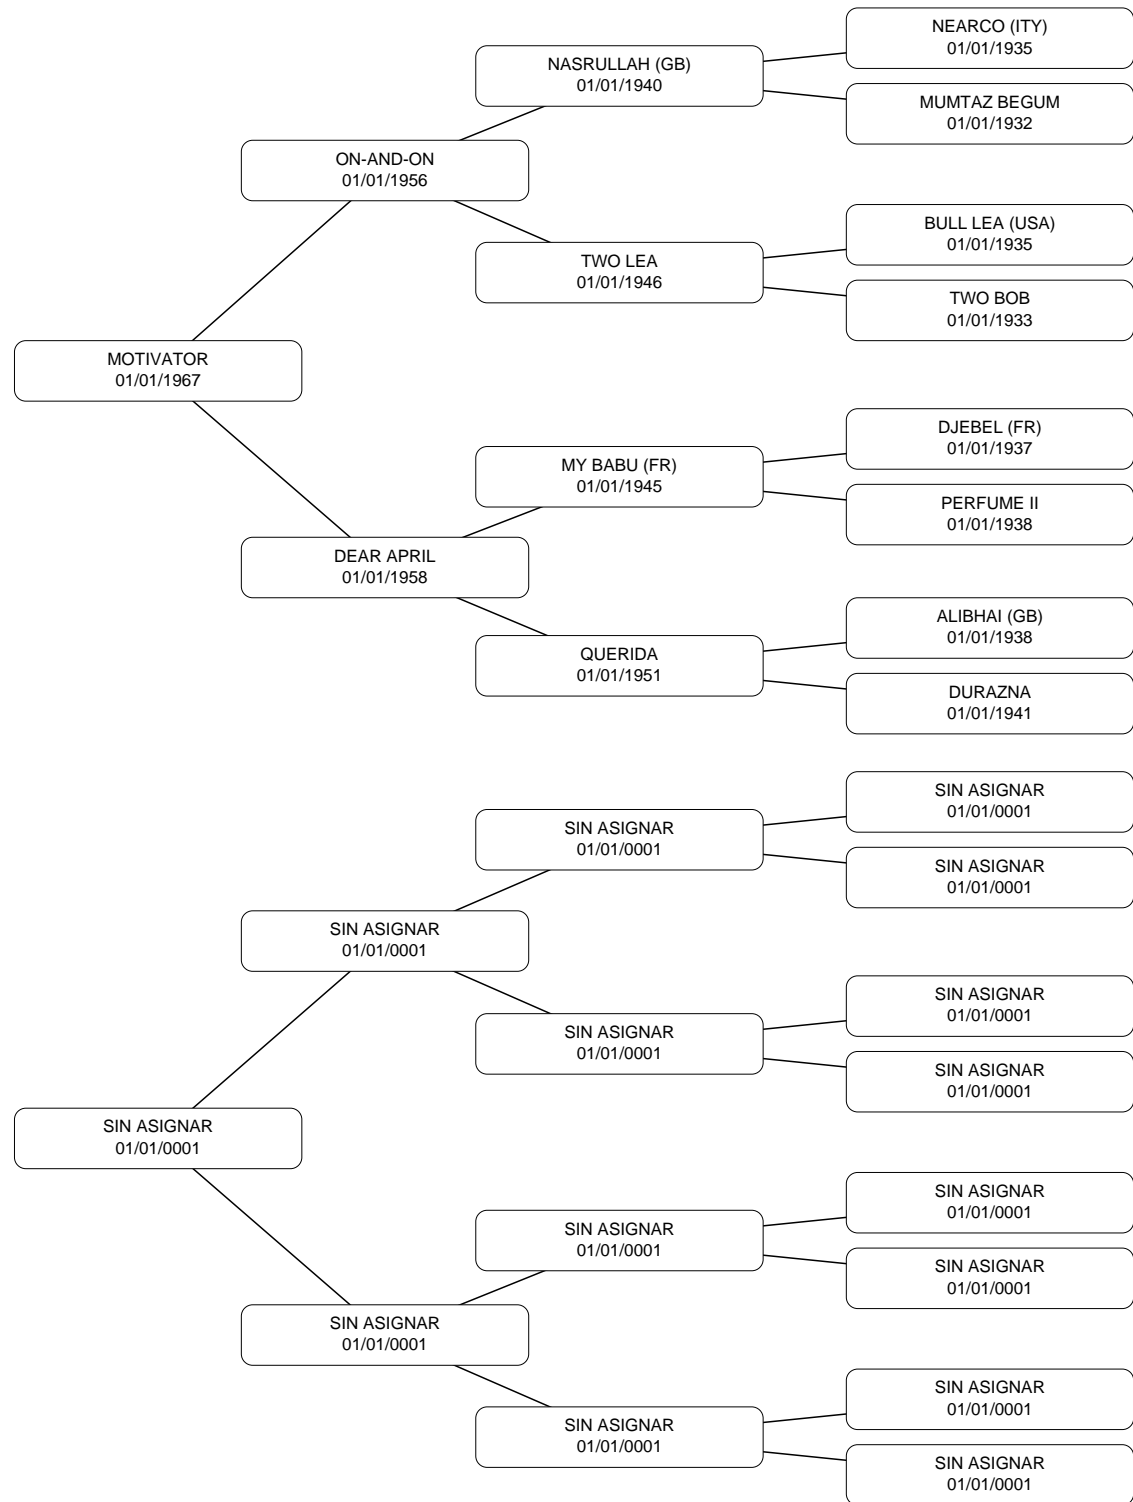 NEARCO (ITY)
01/01/1935
NASRULLAH (GB)
01/01/1940
MUMTAZ BEGUM
01/01/1932
ON-AND-ON
01/01/1956
BULL LEA (USA)
01/01/1935
TWO LEA
01/01/1946
TWO BOB
01/01/1933
MOTIVATOR
01/01/1967
DJEBEL (FR)
01/01/1937
MY BABU (FR)
01/01/1945
PERFUME II
01/01/1938
DEAR APRIL
01/01/1958
ALIBHAI (GB)
01/01/1938
QUERIDA
01/01/1951
DURAZNA
01/01/1941
SIN ASIGNAR
01/01/0001
SIN ASIGNAR
01/01/0001
SIN ASIGNAR
01/01/0001
SIN ASIGNAR
01/01/0001
SIN ASIGNAR
01/01/0001
SIN ASIGNAR
01/01/0001
SIN ASIGNAR
01/01/0001
SIN ASIGNAR
01/01/0001
SIN ASIGNAR
01/01/0001
SIN ASIGNAR
01/01/0001
SIN ASIGNAR
01/01/0001
SIN ASIGNAR
01/01/0001
SIN ASIGNAR
01/01/0001
SIN ASIGNAR
01/01/0001
SIN ASIGNAR
01/01/0001